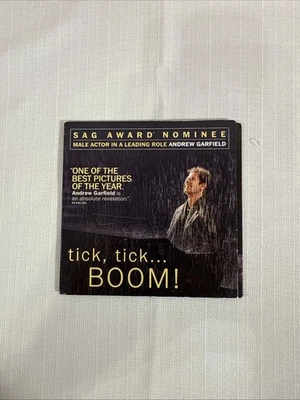 SAG AWARD® NOMINEE
MALE ACTOR IN A LEADING ROLE ANDREW GARFIELD
"ONE OF THE
BEST PICTURES
OF THE YEAR.
Andrew Garfield is
an absolute revelation."
DEADLINE
tick, tick...
BOOM!